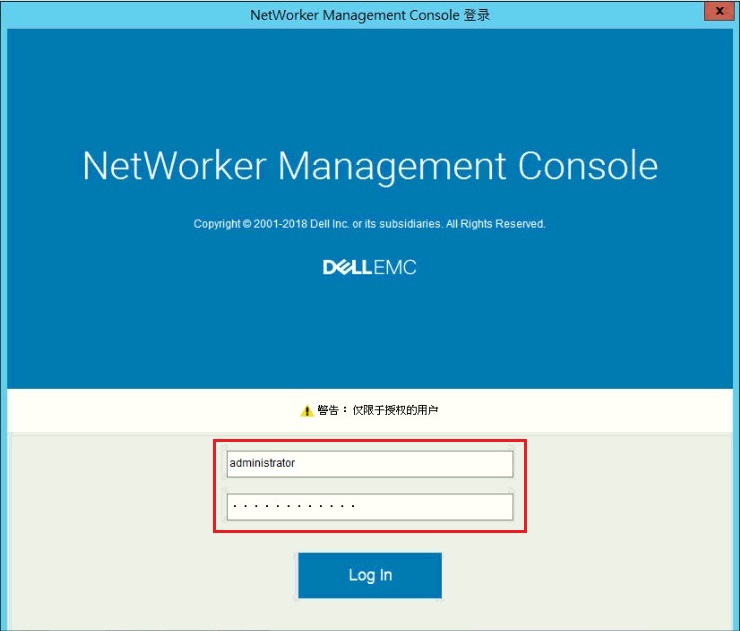 NetWorker Management Console 登录
x
NetWorker Management Console
Copyright © 2001-2018 Dell Inc. or its subsidiaries. All Rights Reserved.
DELLEMC
警告：仅限于授权的用户
administrator
............
Log In